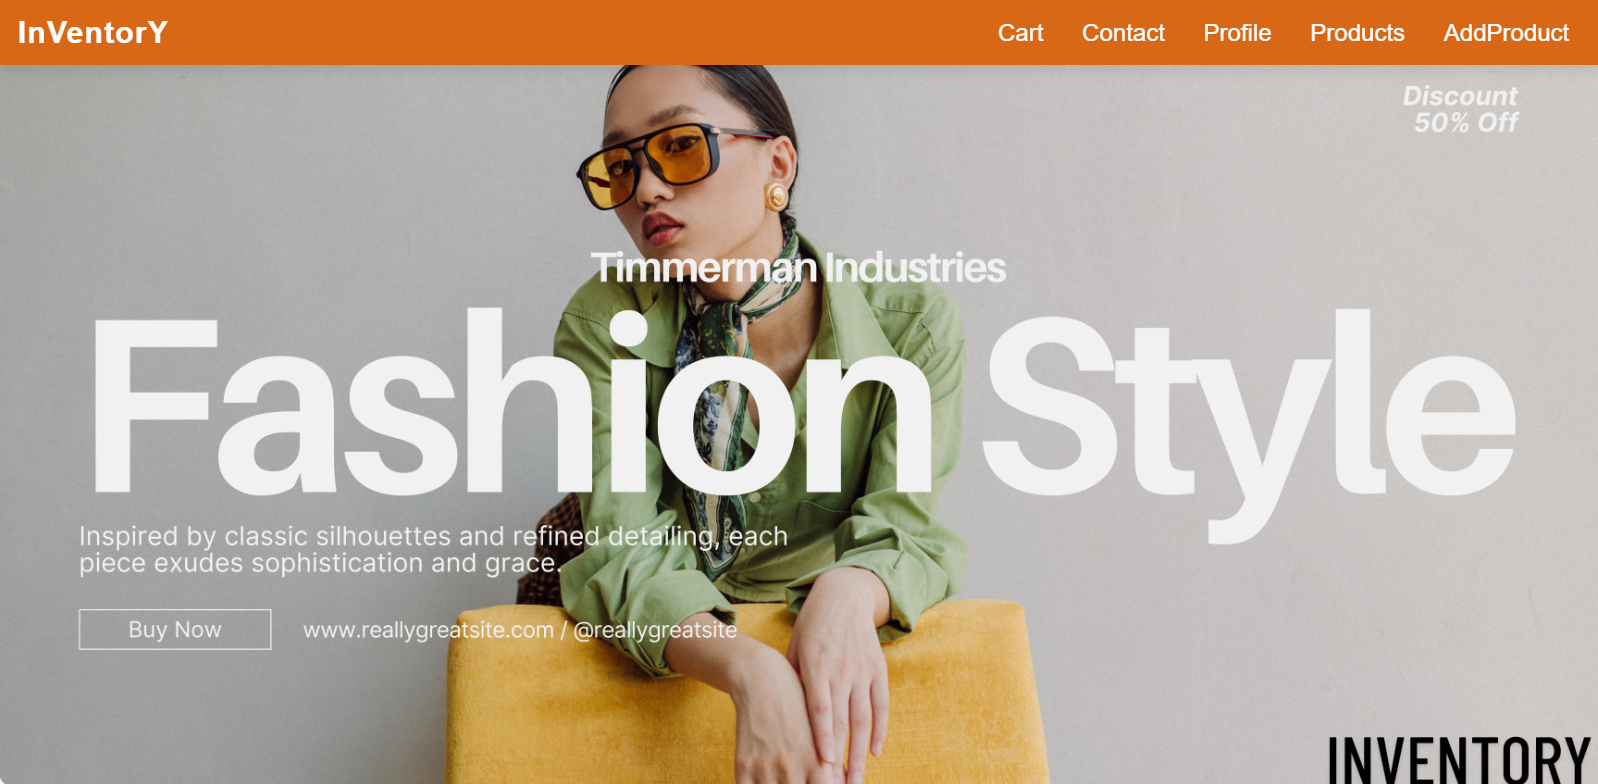 InVentorY
Cart Contact Profile Products AddProduct
Discount
50% Off
Timmerman Industries
Fashion Style
Inspired by classic silhouettes and refined detailing, each
piece exudes sophistication and grace.
Buy Now www.reallygreatsite.com / @reallygreatsite
INVENTORY